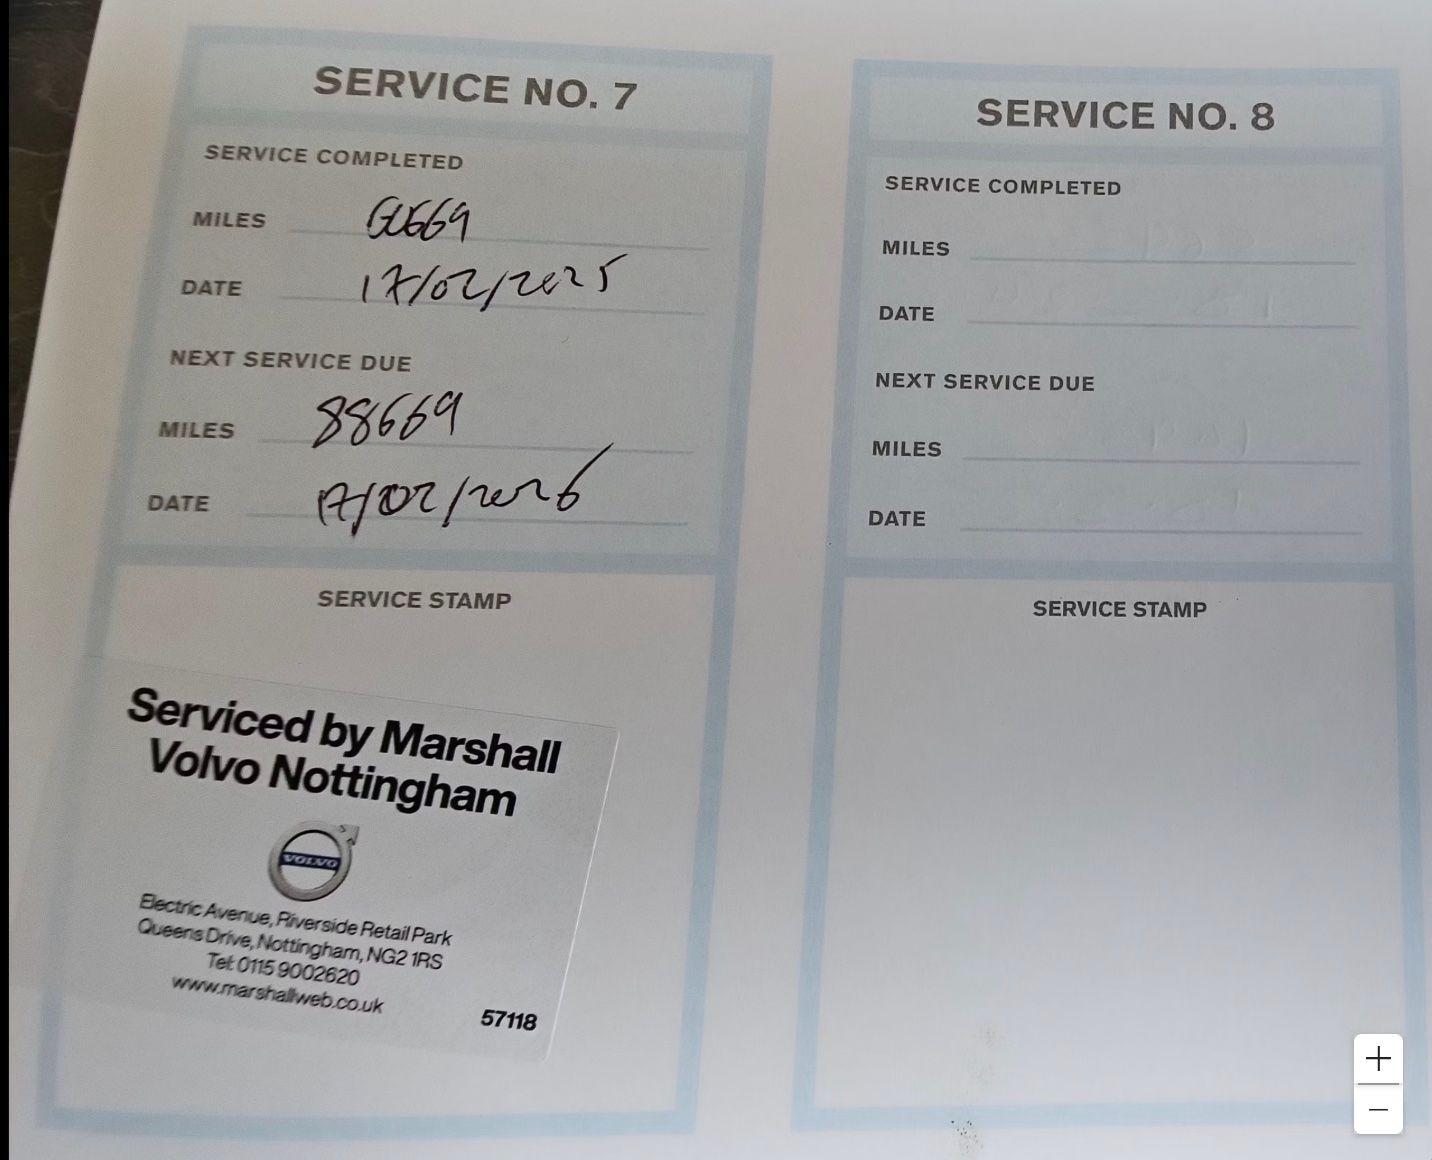 SERVICE NO. 7
SERVICE COMPLETED
MILES
DATE 17/02/2025
NEXT SERVICE DUE
MILES 88669
DATE 17/02/2026
SERVICE STAMP
Serviced by Marshall
Volvo Nottingham
VOLVO
Electric Avenue, Riverside Retail Park
Queens Drive, Nottingham, NG2 1RS
Tel: 0115 9002620
www.marshallweb.co.uk
57118
SERVICE NO. 8
SERVICE COMPLETED
MILES
DATE
NEXT SERVICE DUE
MILES
DATE
SERVICE STAMP